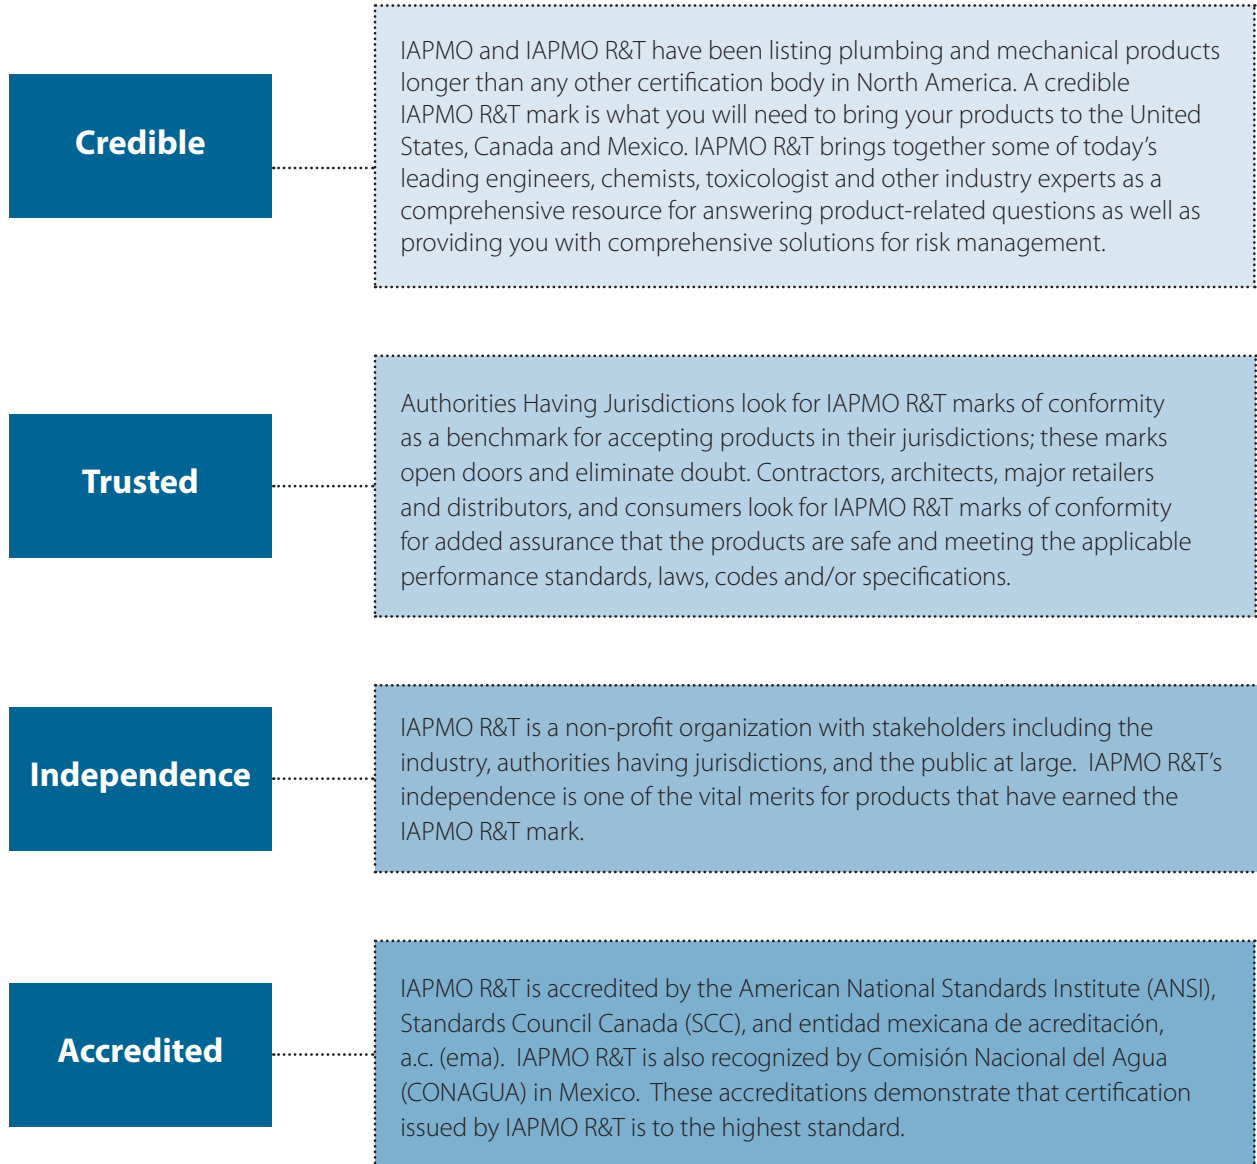 Credible
IAPMO and IAPMO R&T have been listing plumbing and mechanical products
longer than any other certification body in North America. A credible
IAPMO R&T mark is what you will need to bring your products to the United
States, Canada and Mexico. IAPMO R&T brings together some of today’s
leading engineers, chemists, toxicologist and other industry experts as a
comprehensive resource for answering product-related questions as well as
providing you with comprehensive solutions for risk management.
Trusted
Authorities Having Jurisdictions look for IAPMO R&T marks of conformity
as a benchmark for accepting products in their jurisdictions; these marks
open doors and eliminate doubt. Contractors, architects, major retailers
and distributors, and consumers look for IAPMO R&T marks of conformity
for added assurance that the products are safe and meeting the applicable
performance standards, laws, codes and/or specifications.
Independence
IAPMO R&T is a non-profit organization with stakeholders including the
industry, authorities having jurisdictions, and the public at large.  IAPMO R&T’s
independence is one of the vital merits for products that have earned the
IAPMO R&T mark.
Accredited
IAPMO R&T is accredited by the American National Standards Institute (ANSI),
Standards Council Canada (SCC), and entidad mexicana de acreditación,
a.c. (ema).  IAPMO R&T is also recognized by Comisión Nacional del Agua
(CONAGUA) in Mexico.  These accreditations demonstrate that certification
issued by IAPMO R&T is to the highest standard.